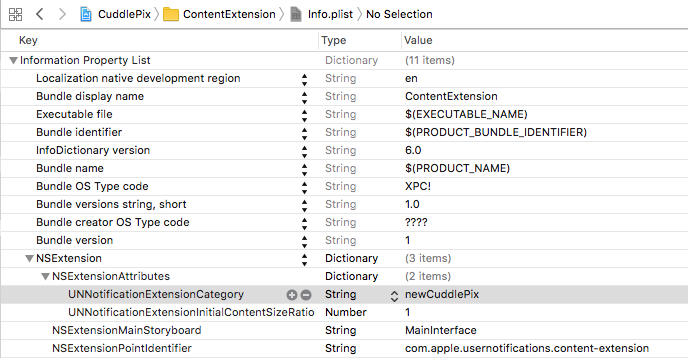 CuddlePix ContentExtension Info.plist No Selection
Key Type Value
Information Property List Dictionary (11 items)
Localization native development region String en
Bundle display name String ContentExtension
Executable file String $(EXECUTABLE_NAME)
Bundle identifier String $(PRODUCT_BUNDLE_IDENTIFIER)
InfoDictionary version String 6.0
Bundle name String $(PRODUCT_NAME)
Bundle OS Type code String XPC!
Bundle versions string, short String 1.0
Bundle creator OS Type code String ????
Bundle version String 1
NSExtension Dictionary (3 items)
NSExtensionAttributes Dictionary (2 items)
UNNotificationExtensionCategory String newCuddlePix
UNNotificationExtensionInitialContentSizeRatio Number 1
NSExtensionMainStoryboard String MainInterface
NSExtensionPointIdentifier String com.apple.usernotifications.content-extension